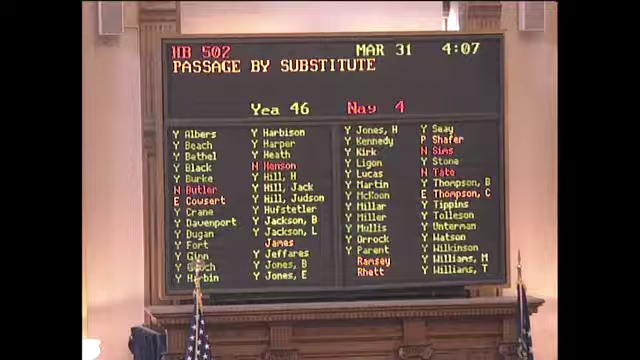 HB 502 MAR 31 4:07
PASSAGE BY SUBSTITUTE
Yea 46 Nay 4
Y Albers
Y Beach
Y Bethel
Y Black
Y Burke
N Butler
E Cowsert
Y Crane
Y Davenport
Y Dugan
Y Fort
Y Ginn
Y Gooch
Y Harbin
Y Harbison
Y Harper
Y Heath
N Henson
Y Hill, H
Y Hill, Jack
Y Hill, Judson
Y Hufstetler
Y Jackson, B
Y Jackson, L
James
Y Jeffares
Y Jones, B
Y Jones, E
Y Jones, H
Y Kennedy
Y Kirk
Y Ligon
Y Lucas
Y Martin
Y McKoon
Y Millar
Y Miller
Y Mullis
Y Orrock
Y Parent
Ramsey
Rhett
Y Seay
P Shafer
N Sims
Y Stone
N Tate
Y Thompson, B
E Thompson, C
Y Tippins
Y Tolleson
Y Unterman
Y Watson
Y Wilkinson
Y Williams, M
Y Williams, T